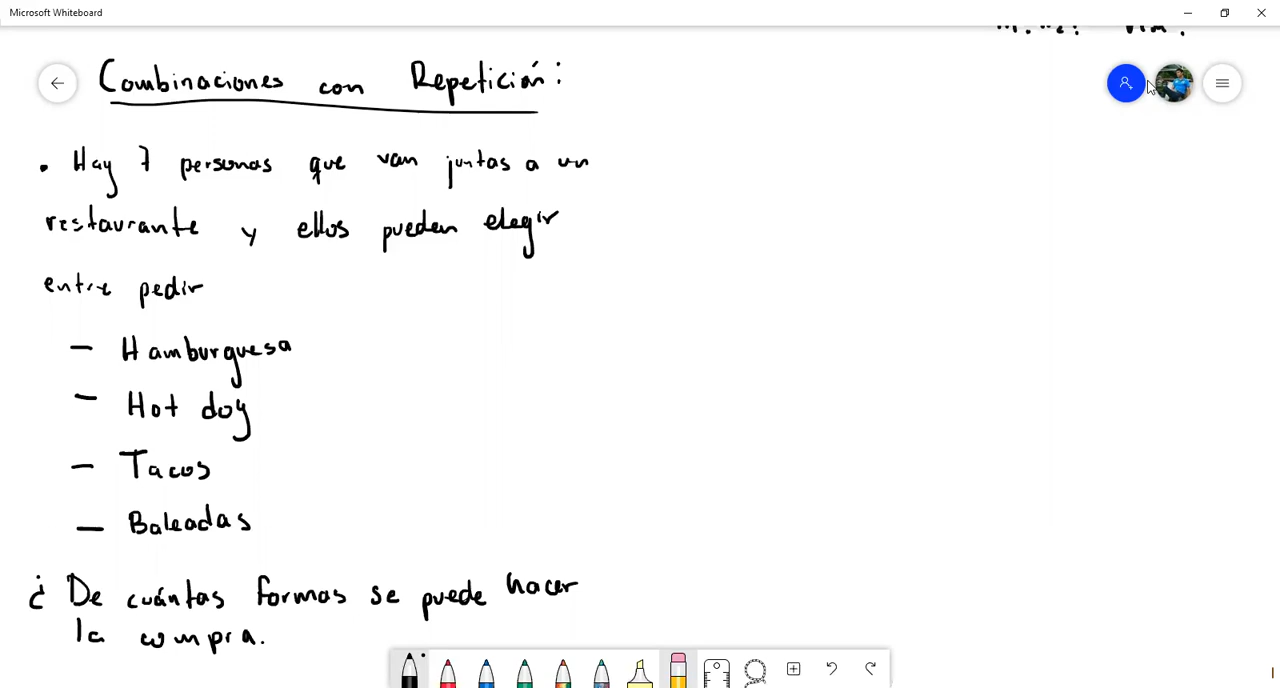 Microsoft Whiteboard
Combinaciones con Repetición:
• Hay 7 personas que van juntas a un
restaurante y ellos pueden elegir
entre pedir
- Hamburguesa
- Hot dog
- Tacos
- Baleadas
¿ De cuántas formas se puede hacer
la compra.